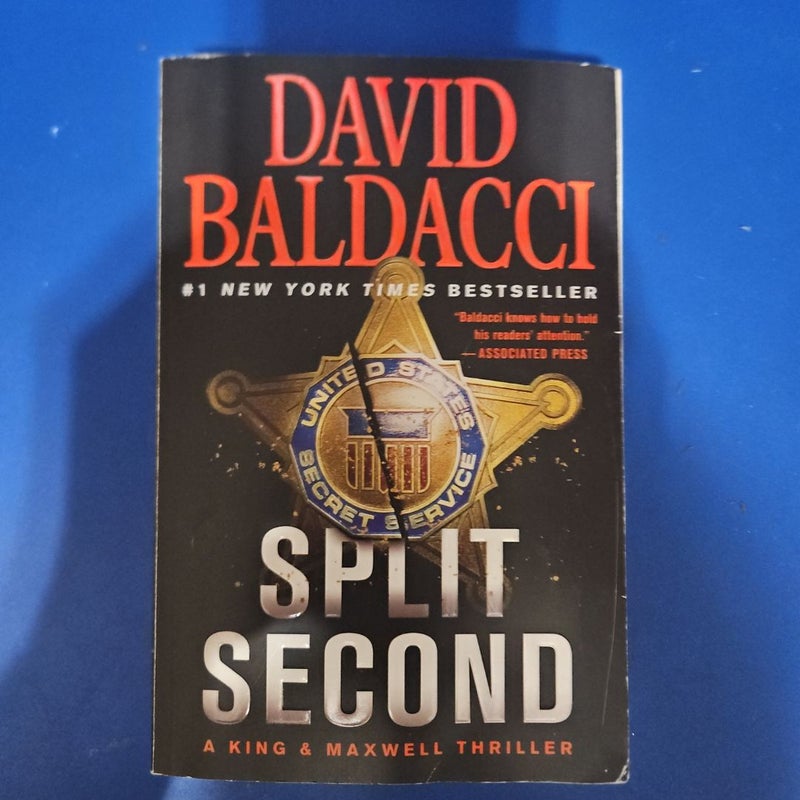 DAVID
BALDACCI
#1 NEW YORK TIMES BESTSELLER
"Baldacci knows how to hold
his readers' attention."
—ASSOCIATED PRESS
UNITED STATES
SECRET SERVICE
SPLIT
SECOND
A KING & MAXWELL THRILLER